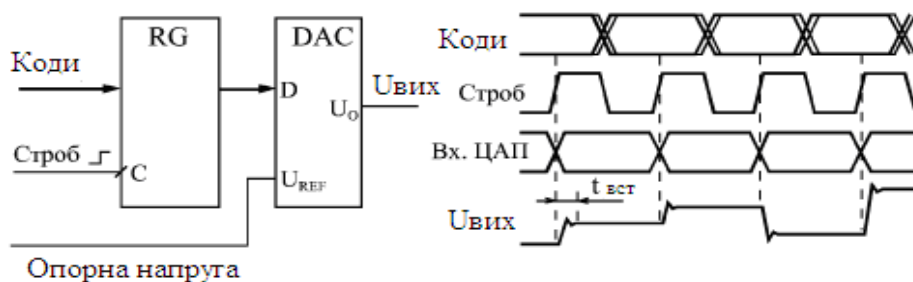 RG
DAC
Коди
D
Uвих
UO
Строб
C
UREF
Опорна напруга
Коди
Строб
Вх. ЦАП
t вст
Uвих